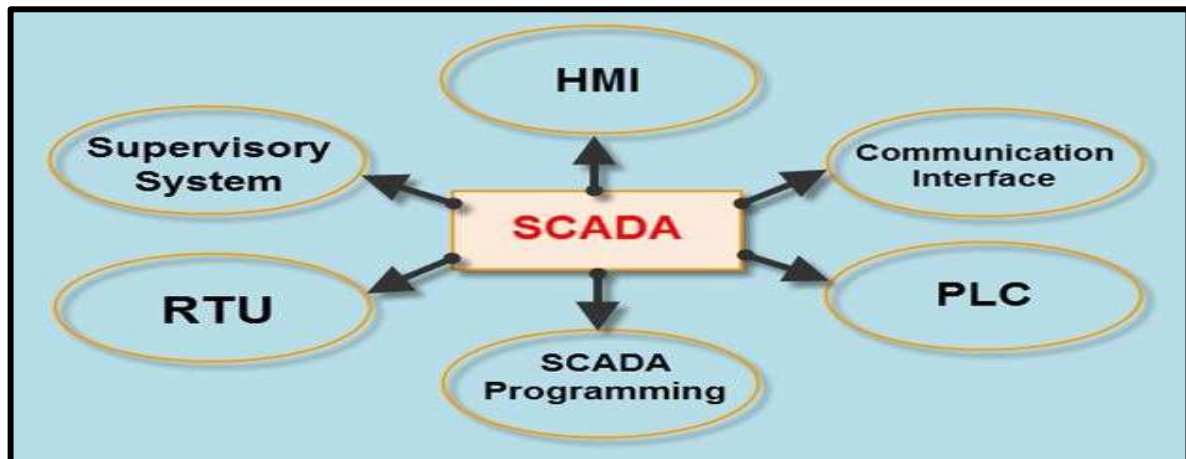 HMI
Supervisory
System
Communication
Interface
SCADA
RTU
PLC
SCADA
Programming